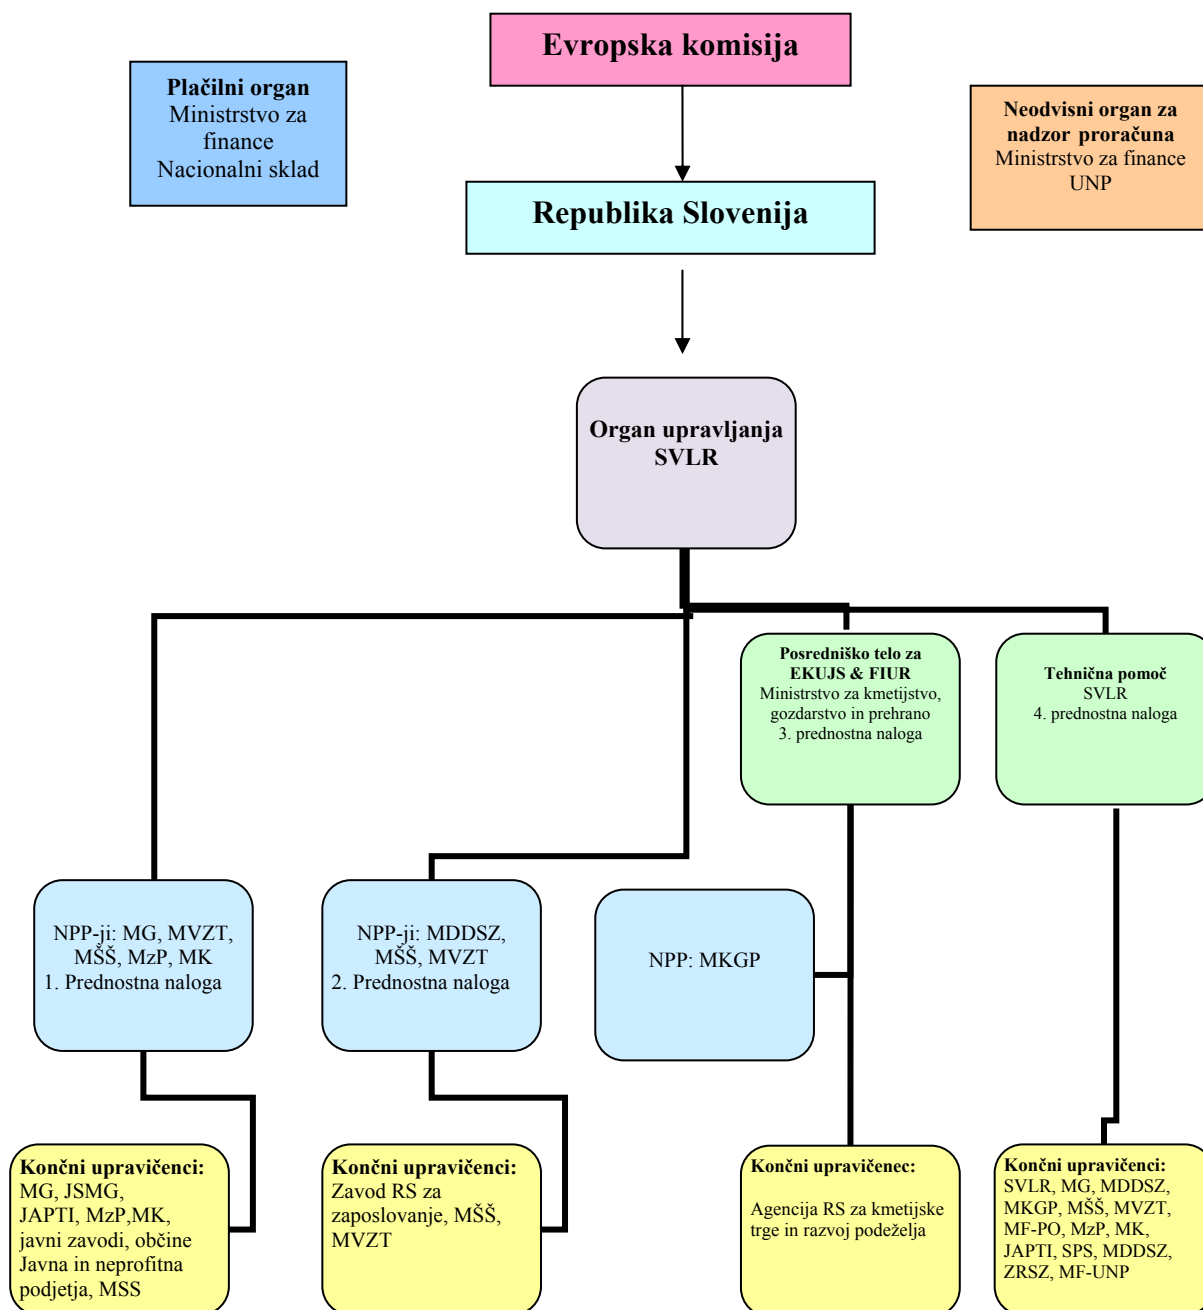 Evropska komisija
Plačilni organ
Ministrstvo za
finance
Nacionalni sklad
Neodvisni organ za
nadzor proračuna
Ministrstvo za finance
UNP
Republika Slovenija
Organ upravljanja
SVLR
Posredniško telo za
EKUJS & FIUR
Ministrstvo za kmetijstvo,
gozdarstvo in prehrano
3. prednostna naloga
Tehnična pomoč
SVLR
4. prednostna naloga
NPP-ji: MG, MVZT,
MŠŠ, MzP, MK
1. Prednostna naloga
NPP-ji: MDDSZ,
MŠŠ, MVZT
2. Prednostna naloga
NPP: MKGP
Končni upravičenci:
MG, JSMG,
JAPTI, MzP,MK,
javni zavodi, občine
Javna in neprofitna
podjetja, MSS
Končni upravičenci:
Zavod RS za
zaposlovanje, MŠŠ,
MVZT
Končni upravičenec:
Agencija RS za kmetijske
trge in razvoj podeželja
Končni upravičenci:
SVLR, MG, MDDSZ,
MKGP, MŠŠ, MVZT,
MF-PO, MzP, MK,
JAPTI, SPS, MDDSZ,
ZRSZ, MF-UNP